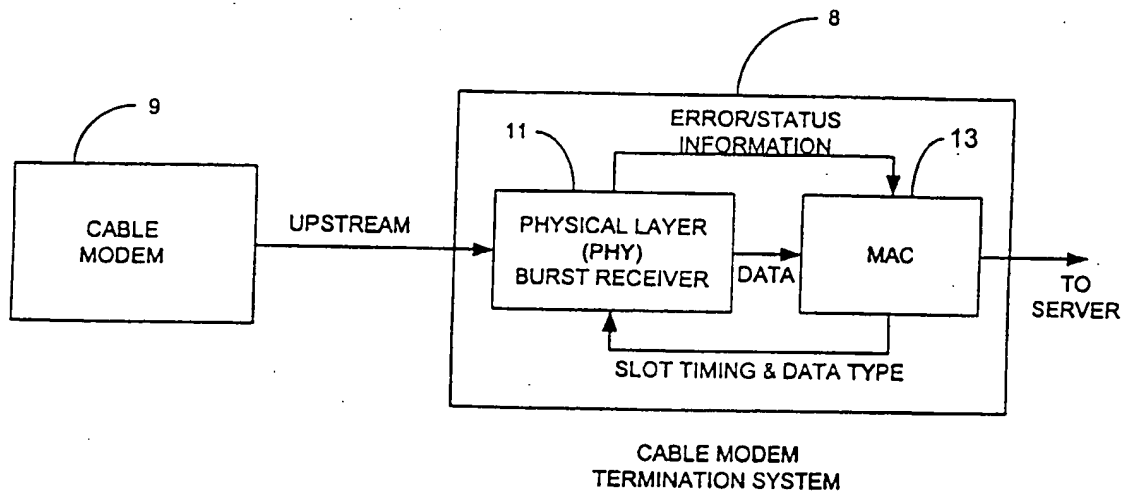 8
9
11
ERROR/STATUS
INFORMATION
13
CABLE
MODEM
UPSTREAM
PHYSICAL LAYER
(PHY)
BURST RECEIVER
DATA
MAC
TO
SERVER
SLOT TIMING & DATA TYPE
CABLE MODEM
TERMINATION SYSTEM